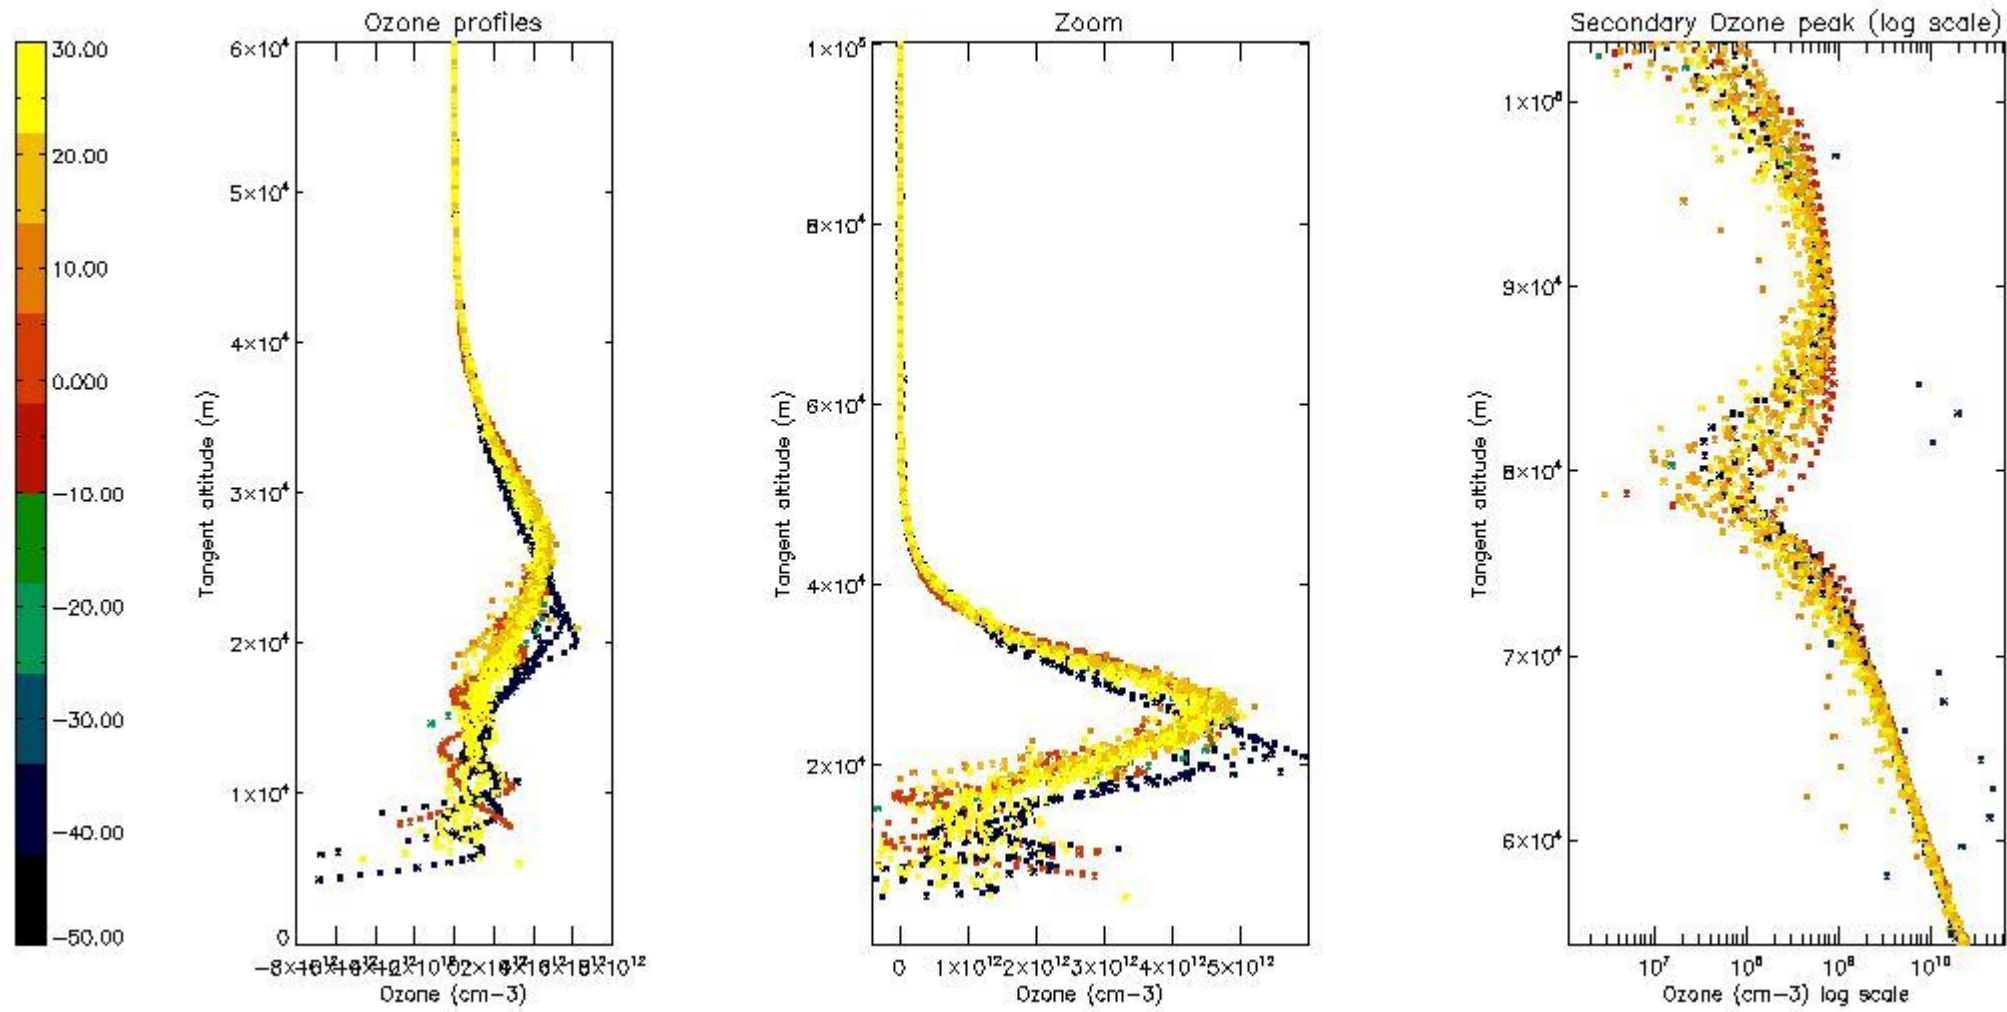 Ozone profiles
Zoom
Secondary Ozone peak (log scale)
30.00
20.00
10.00
0.000
−10.00
−20.00
−30.00
−40.00
−50.00
6×10⁴
5×10⁴
4×10⁴
3×10⁴
2×10⁴
1×10⁴
0
Tangent altitude (m)
Ozone (cm−3)
1×10⁵
8×10⁴
6×10⁴
4×10⁴
2×10⁴
Tangent altitude (m)
0 1×10¹² 2×10¹² 3×10¹² 4×10¹² 5×10¹²
Ozone (cm−3)
1×10⁵
9×10⁴
8×10⁴
7×10⁴
6×10⁴
Tangent altitude (m)
10⁷ 10⁸ 10⁹ 10¹⁰
Ozone (cm−3) log scale